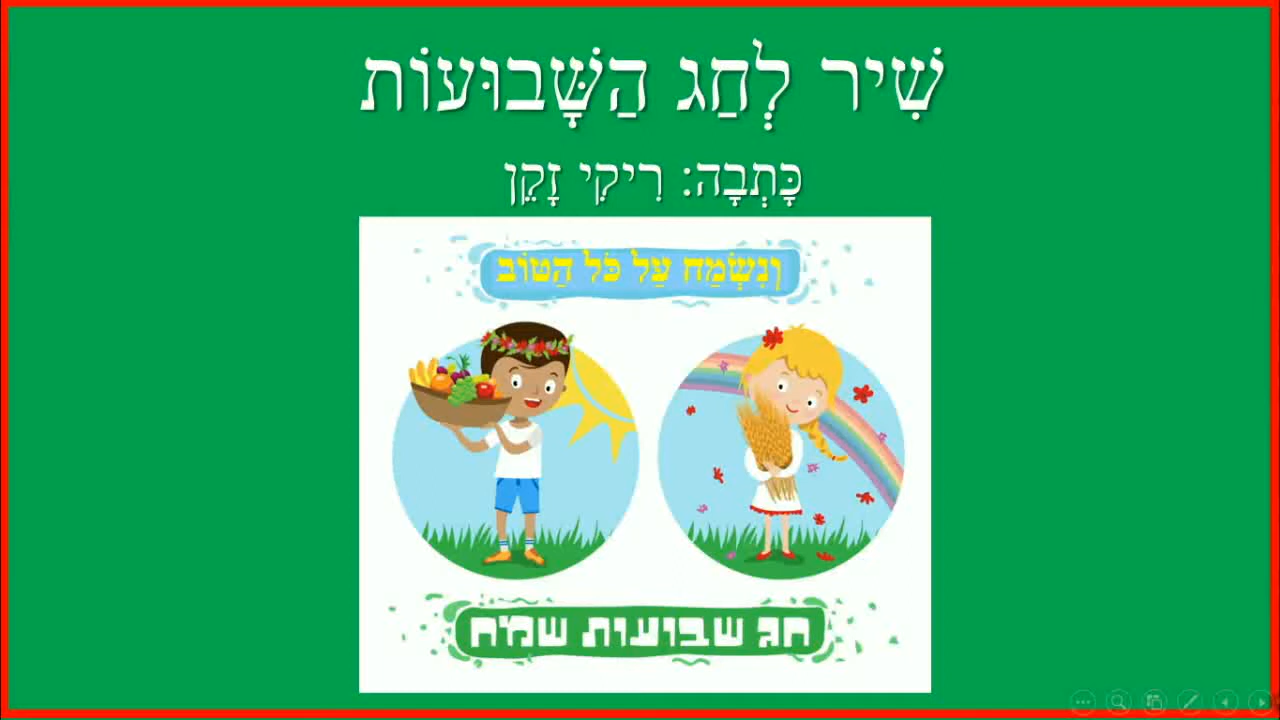 שִׁיר לְחַג הַשָּׁבוּעוֹת
כָּתְבָה: רִיקִי זָקֵן
וְנִשְׂמַח עַל כֹּל הַטּוֹב
חג שבועות שמח